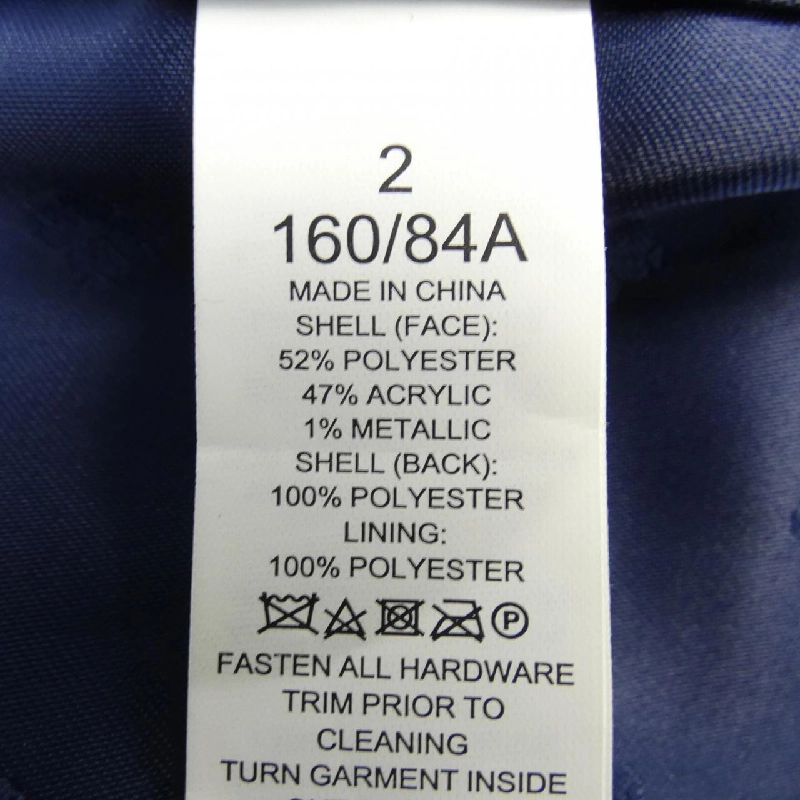 2
160/84A
MADE IN CHINA
SHELL (FACE):
52% POLYESTER
47% ACRYLIC
1% METALLIC
SHELL (BACK):
100% POLYESTER
LINING:
100% POLYESTER
P
FASTEN ALL HARDWARE
TRIM PRIOR TO
CLEANING
TURN GARMENT INSIDE